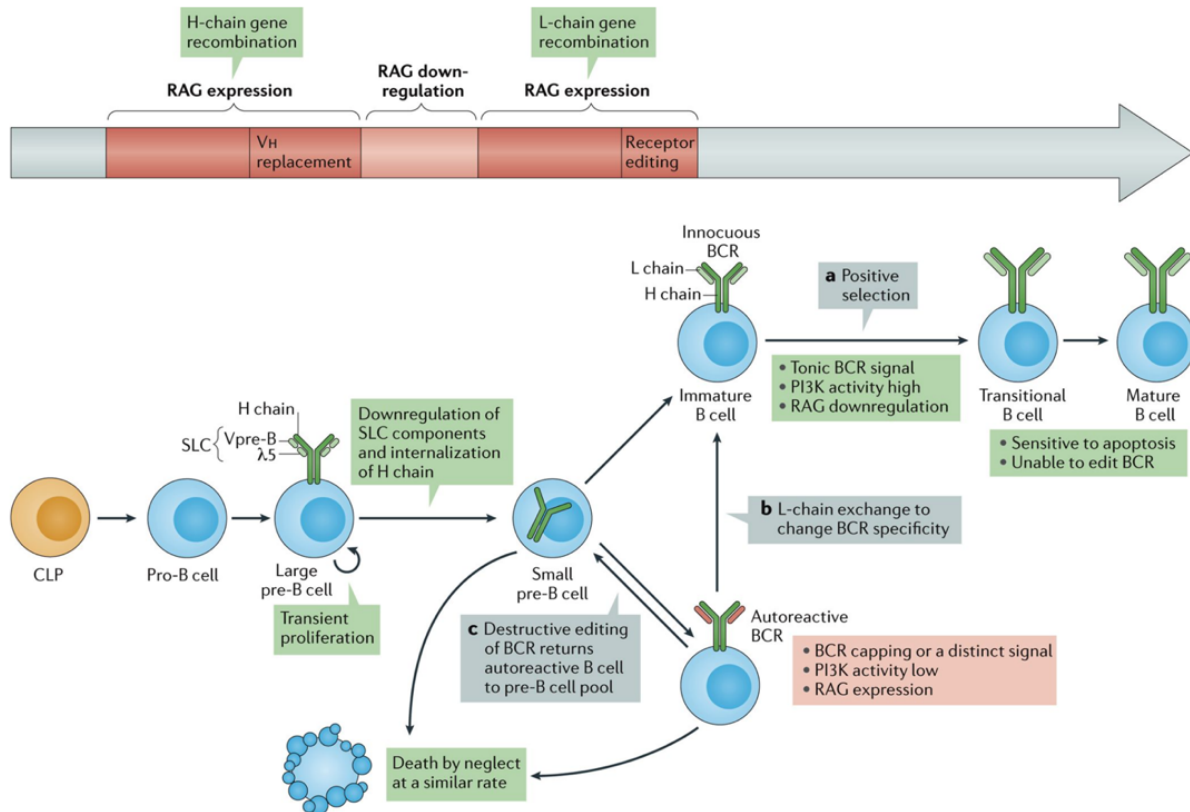 H-chain gene
recombination
RAG expression
RAG down-
regulation
L-chain gene
recombination
RAG expression
VH
replacement
Receptor
editing
Innocuous
BCR
L chain
H chain
Immature
B cell
a Positive
selection
• Tonic BCR signal
• PI3K activity high
• RAG downregulation
Transitional
B cell
Mature
B cell
• Sensitive to apoptosis
• Unable to edit BCR
H chain
SLC
Vpre-B
λ5
Downregulation of
SLC components
and internalization
of H chain
CLP
Pro-B cell
Large
pre-B cell
Transient
proliferation
Small
pre-B cell
b L-chain exchange to
change BCR specificity
c Destructive editing
of BCR returns
autoreactive B cell
to pre-B cell pool
Autoreactive
BCR
• BCR capping or a distinct signal
• PI3K activity low
• RAG expression
Death by neglect
at a similar rate